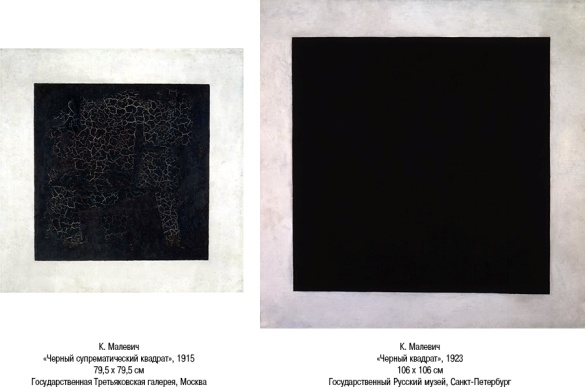 К. Малевич
«Черный супрематический квадрат», 1915
79,5 х 79,5 см
Государственная Третьяковская галерея, Москва
К. Малевич
«Черный квадрат», 1923
106 х 106 см
Государственный Русский музей, Санкт-Петербург